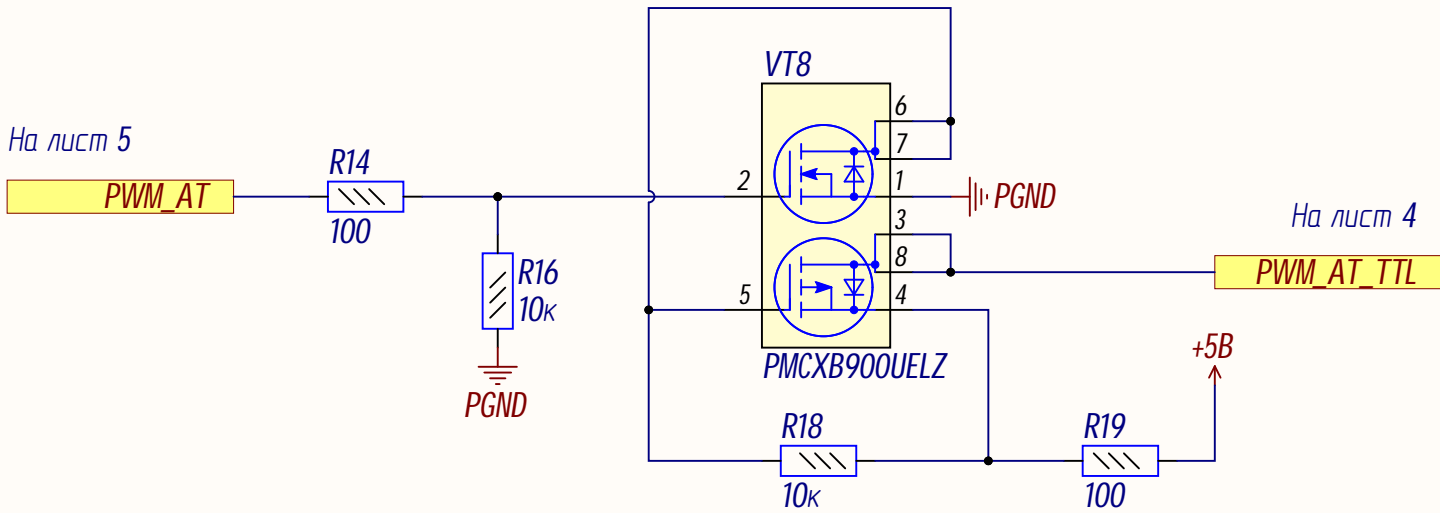 VT8
6
7
На лист 5
R14
PWM_AT
2
1
PGND
100
3
На лист 4
R16
10к
8
PWM_AT_TTL
5
4
PGND
PMCXB900UELZ
+5В
R18
R19
10к
100